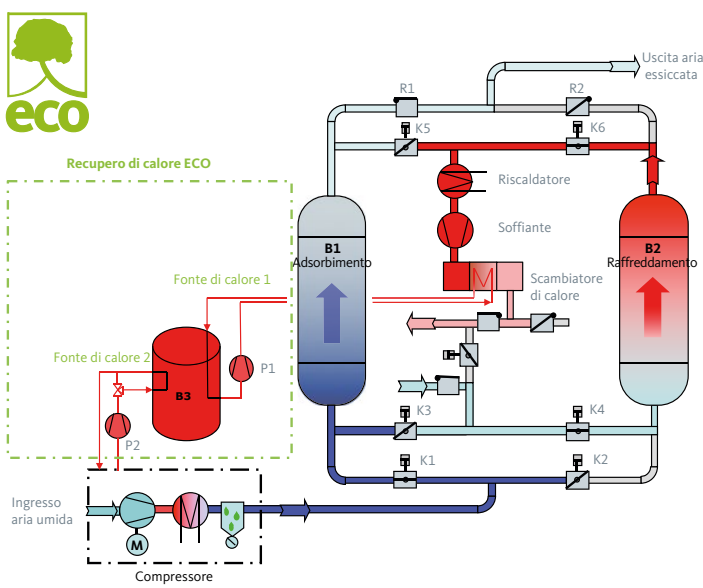 eco
Recupero di calore ECO
Uscita aria
essiccata
R1
R2
K5
K6
Riscaldatore
Soffiante
B1
Adsorbimento
B2
Raffreddamento
Scambiatore
di calore
Fonte di calore 1
Fonte di calore 2
P1
B3
P2
K3
K4
K1
K2
Ingresso
aria umida
M
Compressore